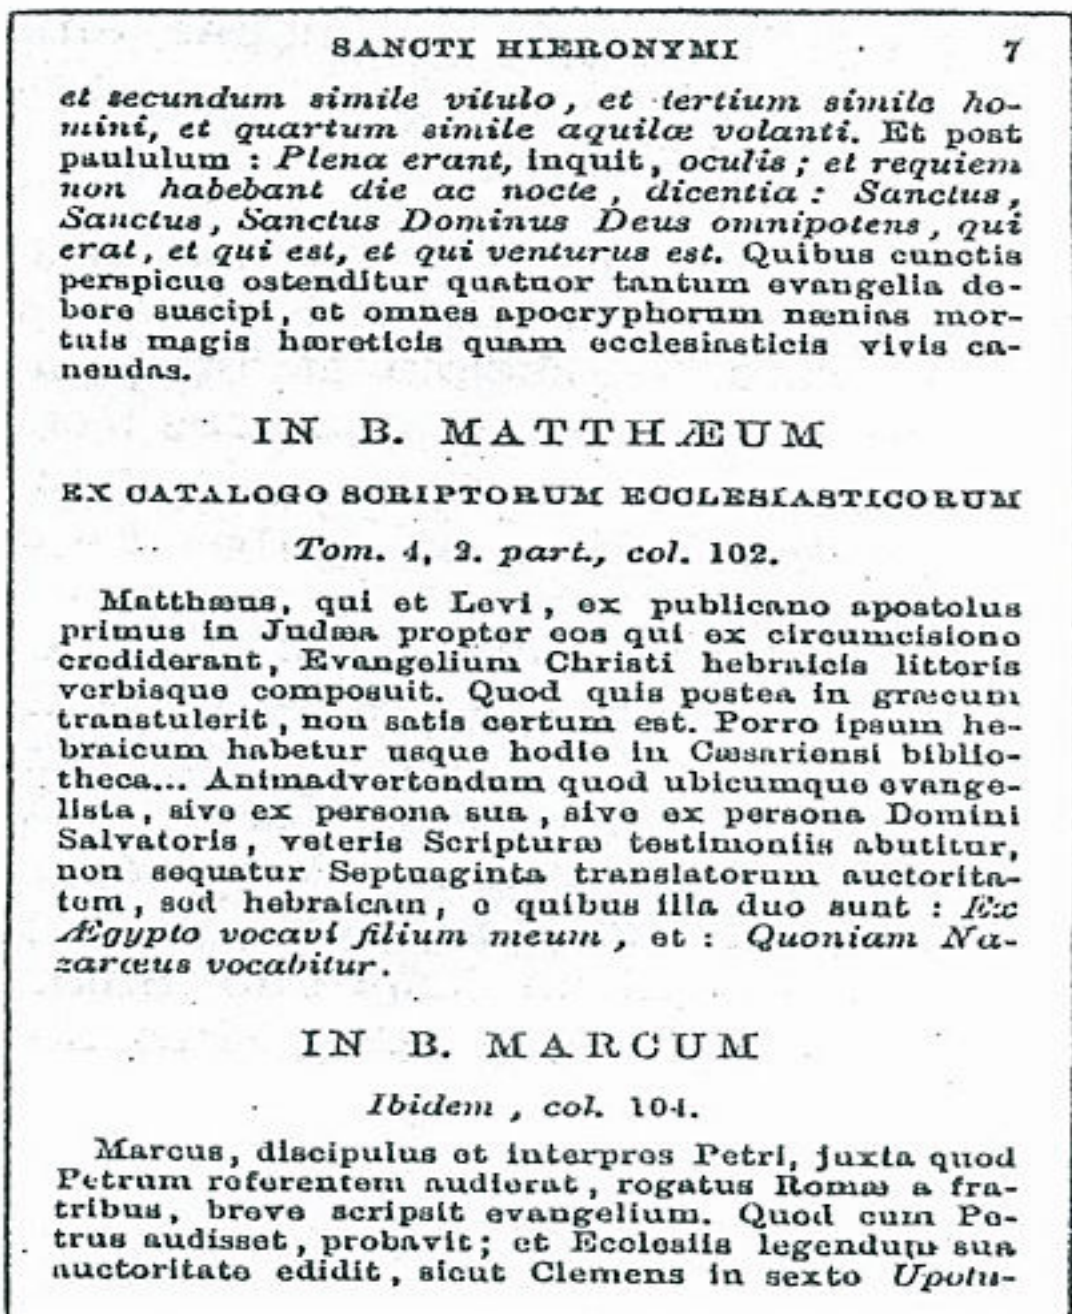 SANCTI HIERONYMI 7
et secundum simile vitulo, et tertium simile ho-
mini, et quartum simile aquilæ volanti. Et post
paululum : Plena erant, inquit, oculis ; et requiem
non habebant die ac nocte, dicentia : Sanctus,
Sanctus, Sanctus Dominus Deus omnipotens, qui
erat, et qui est, et qui venturus est. Quibus cunctis
perspicue ostenditur quatuor tantum evangelia de-
bere suscipi, et omnes apocryphorum nænias mor-
tuis magis hæreticis quam ecclesiasticis vivis ca-
nendas.
IN B. MATTHÆUM
EX CATALOGO SCRIPTORUM ECCLESIASTICORUM
Tom. 4, 2. part., col. 102.
Matthæus, qui et Levi, ex publicano apostolus
primus in Judæa propter eos qui ex circumcisione
crediderant, Evangelium Christi hebraicis litteris
verbisque composuit. Quod quis postea in græcum
transtulerit, non satis certum est. Porro ipsum he-
braicum habetur usque hodie in Cæsariensi biblio-
theca... Animadvertendum quod ubicumque evange-
lista, sive ex persona sua, sive ex persona Domini
Salvatoris, veteris Scripturæ testimoniis abutitur,
non sequatur Septuaginta translatorum auctorita-
tem, sed hebraicam, e quibus illa duo sunt : Ex
Ægypto vocavi filium meum, et : Quoniam Na-
zaræus vocabitur.
IN B. MARCUM
Ibidem, col. 104.
Marcus, discipulus et interpres Petri, juxta quod
Petrum referentem audierat, rogatus Romæ a fra-
tribus, breve scripsit evangelium. Quod cum Pe-
trus audisset, probavit; et Ecclesiis legendum sua
auctoritate edidit, sicut Clemens in sexto Upotu-